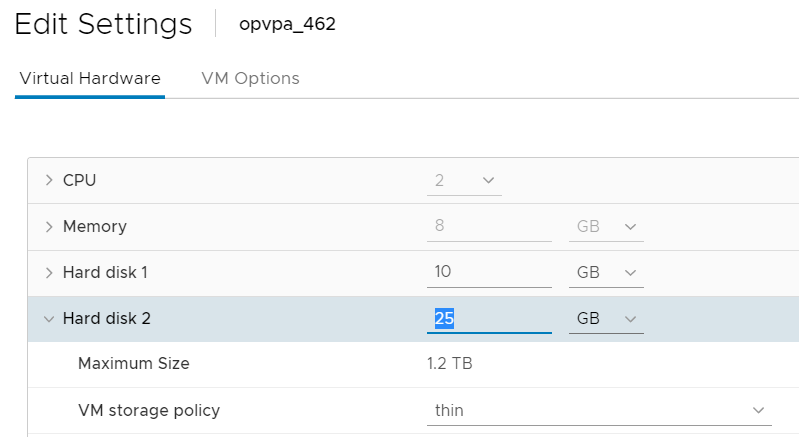 Edit Settings opvpa_462
Virtual Hardware VM Options
CPU 2
Memory 8 GB
Hard disk 1 10 GB
Hard disk 2 25 GB
Maximum Size 1.2 TB
VM storage policy thin